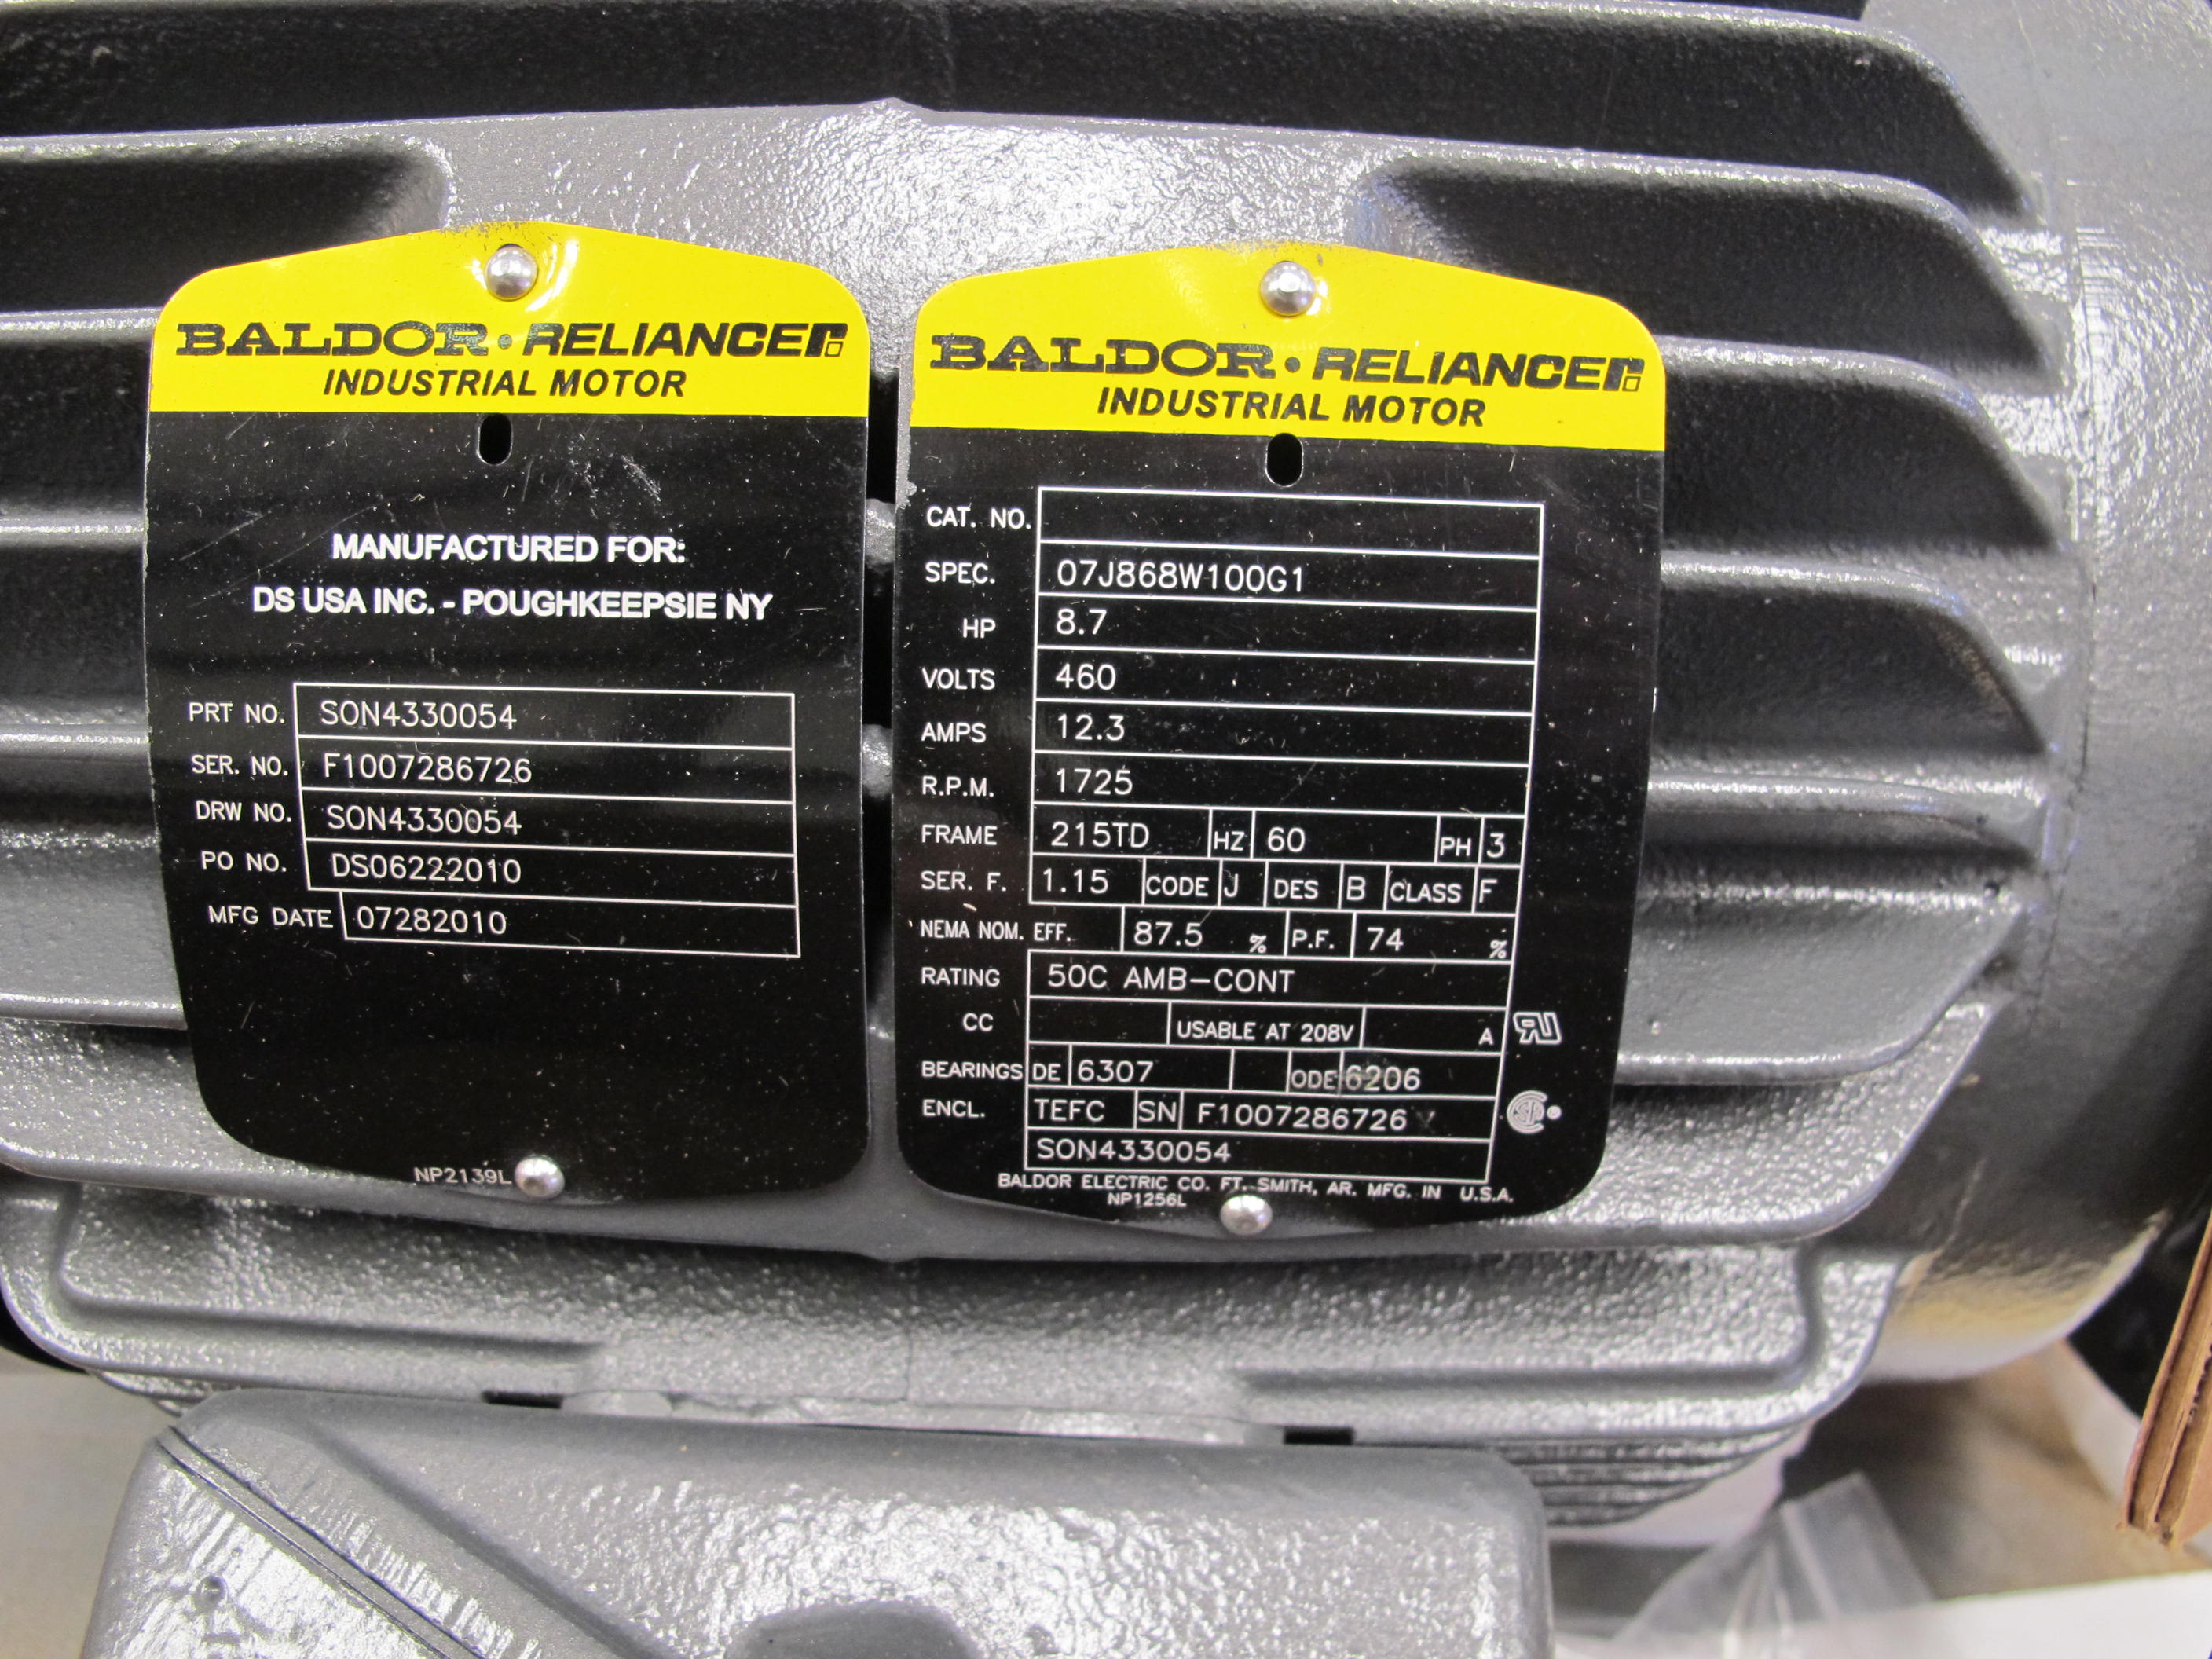 BALDOR • RELIANCER
INDUSTRIAL MOTOR
MANUFACTURED FOR:
DS USA INC. - POUGHKEEPSIE NY
PRT NO. SON4330054
SER. NO. F1007286726
DRW NO. SON4330054
PO NO. DS06222010
MFG DATE 07282010
NP2139L
BALDOR • RELIANCER
INDUSTRIAL MOTOR
CAT. NO.
SPEC. 07J868W100G1
HP 8.7
VOLTS 460
AMPS 12.3
R.P.M. 1725
FRAME 215TD HZ 60 PH 3
SER. F. 1.15 CODE J DES B CLASS F
NEMA NOM. EFF. 87.5 % P.F. 74 %
RATING 50C AMB-CONT
CC USABLE AT 208V A
BEARINGS DE 6307 ODE 6206
ENCL. TEFC SN F1007286726
SON4330054
BALDOR ELECTRIC CO. FT. SMITH, AR. MFG. IN U.S.A.
NP1256L